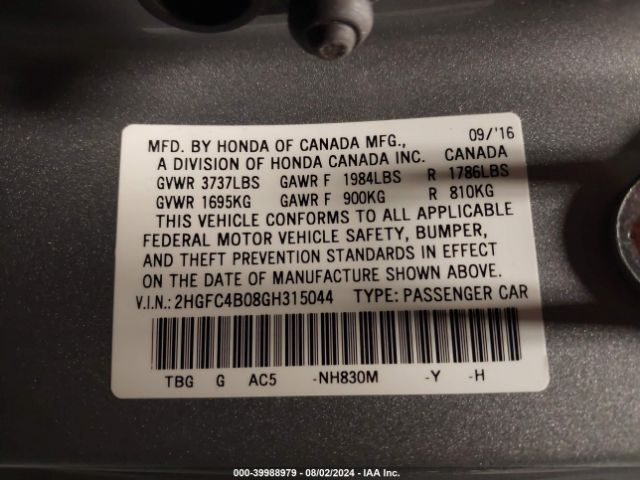 MFD. BY HONDA OF CANADA MFG., 09/'16
A DIVISION OF HONDA CANADA INC. CANADA
GVWR 3737LBS GAWR F 1984LBS R 1786LBS
GVWR 1695KG GAWR F 900KG R 810KG
THIS VEHICLE CONFORMS TO ALL APPLICABLE
FEDERAL MOTOR VEHICLE SAFETY, BUMPER,
AND THEFT PREVENTION STANDARDS IN EFFECT
ON THE DATE OF MANUFACTURE SHOWN ABOVE.
V.I.N.: 2HGFC4B08GH315044 TYPE: PASSENGER CAR
TBG G AC5 -NH830M -Y -H
000-39988979 - 08/02/2024 - IAA Inc.